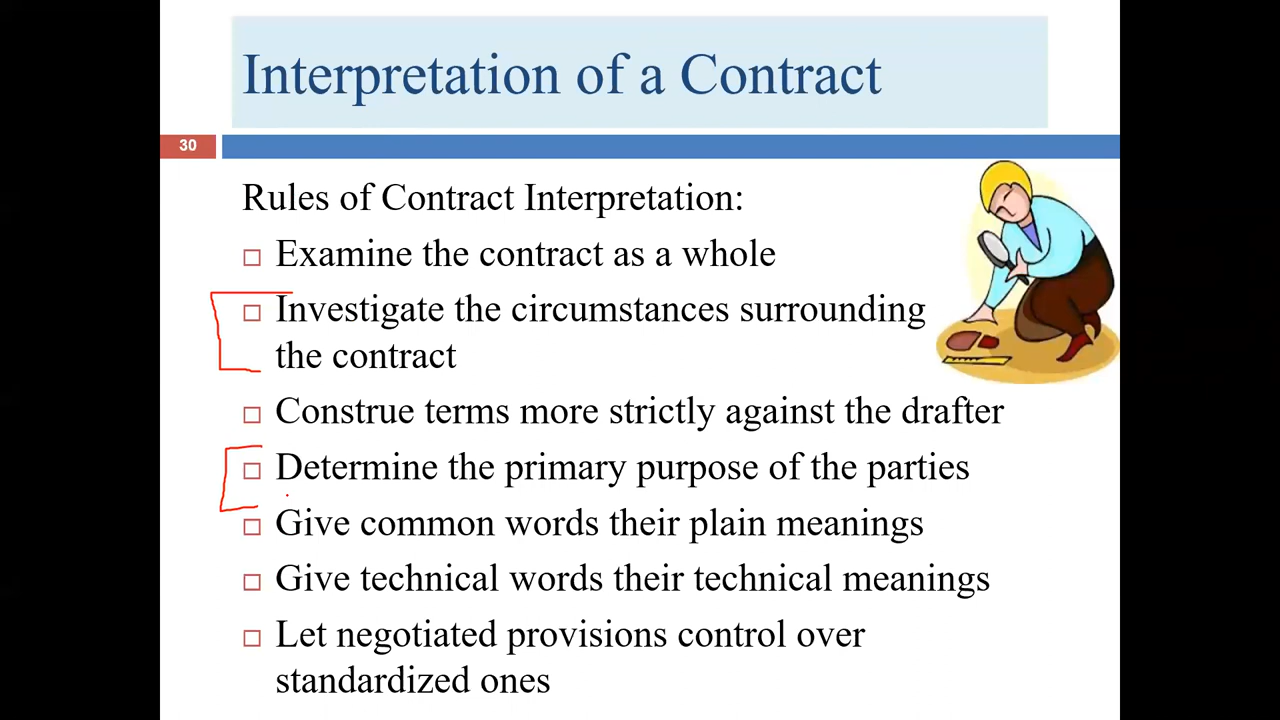 Interpretation of a Contract
30
Rules of Contract Interpretation:
Examine the contract as a whole
Investigate the circumstances surrounding
the contract
Construe terms more strictly against the drafter
Determine the primary purpose of the parties
Give common words their plain meanings
Give technical words their technical meanings
Let negotiated provisions control over
standardized ones